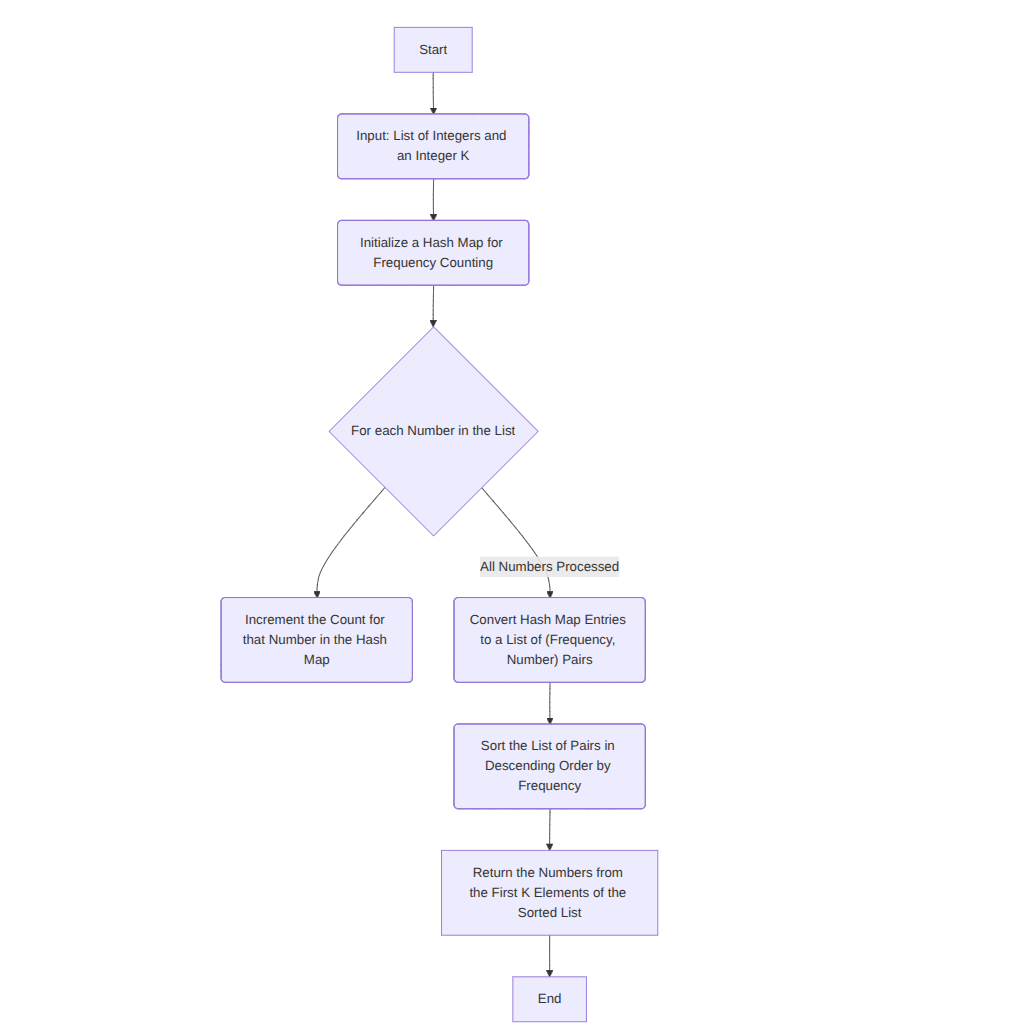 Start
Input: List of Integers and
an Integer K
Initialize a Hash Map for
Frequency Counting
For each Number in the List
All Numbers Processed
Increment the Count for
that Number in the Hash
Map
Convert Hash Map Entries
to a List of (Frequency,
Number) Pairs
Sort the List of Pairs in
Descending Order by
Frequency
Return the Numbers from
the First K Elements of the
Sorted List
End